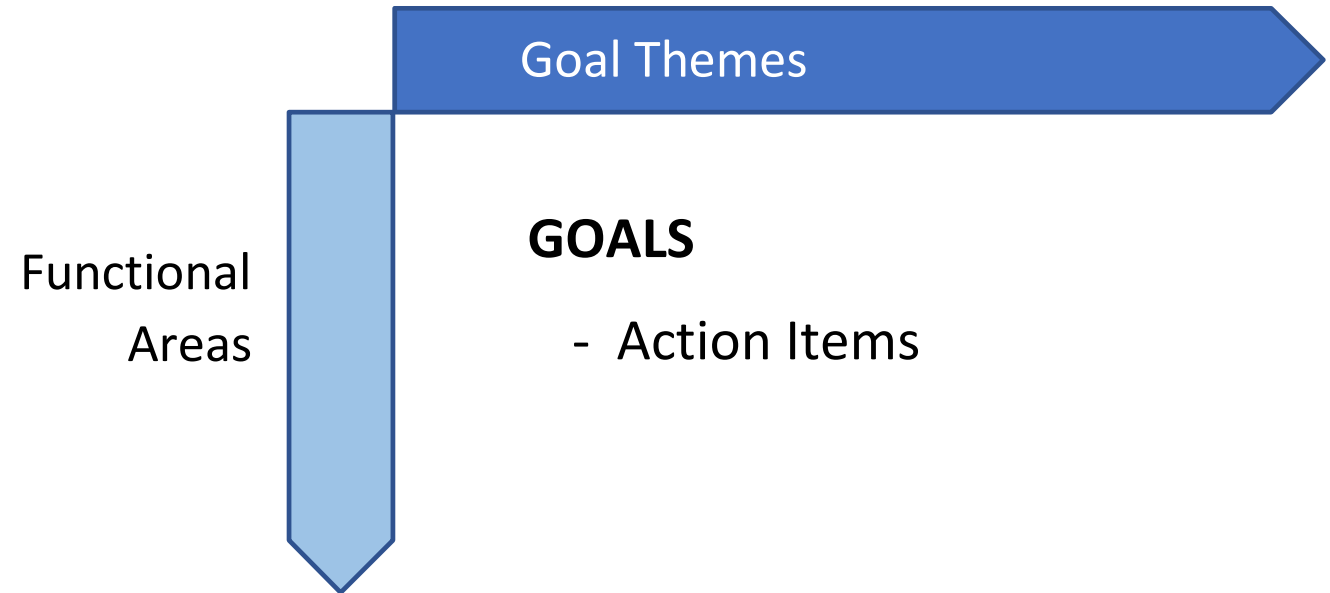 Goal Themes
GOALS
Functional
Areas
- Action Items